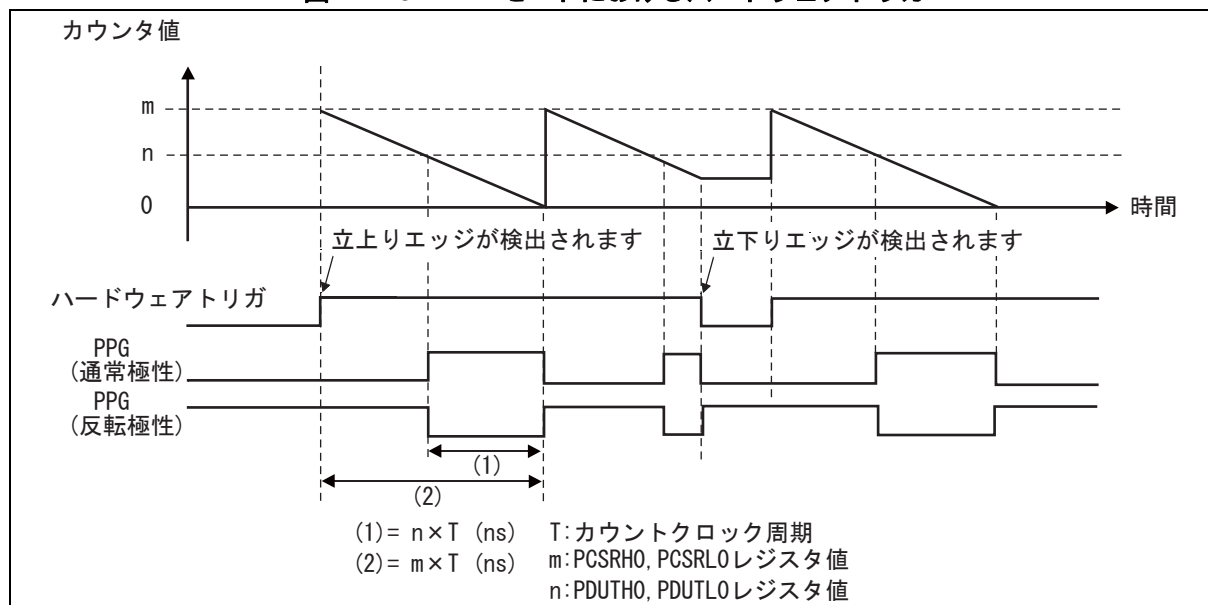 カウンタ値
m
n
0
時間
立上りエッジが検出されます
立下りエッジが検出されます
ハードウェアトリガ
PPG
(通常極性)
PPG
(反転極性)
(1)
(2)
(1)= n×T (ns) T:カウントクロック周期
(2)= m×T (ns) m:PCSRH0, PCSRL0レジスタ値
n:PDUTH0, PDUTL0レジスタ値